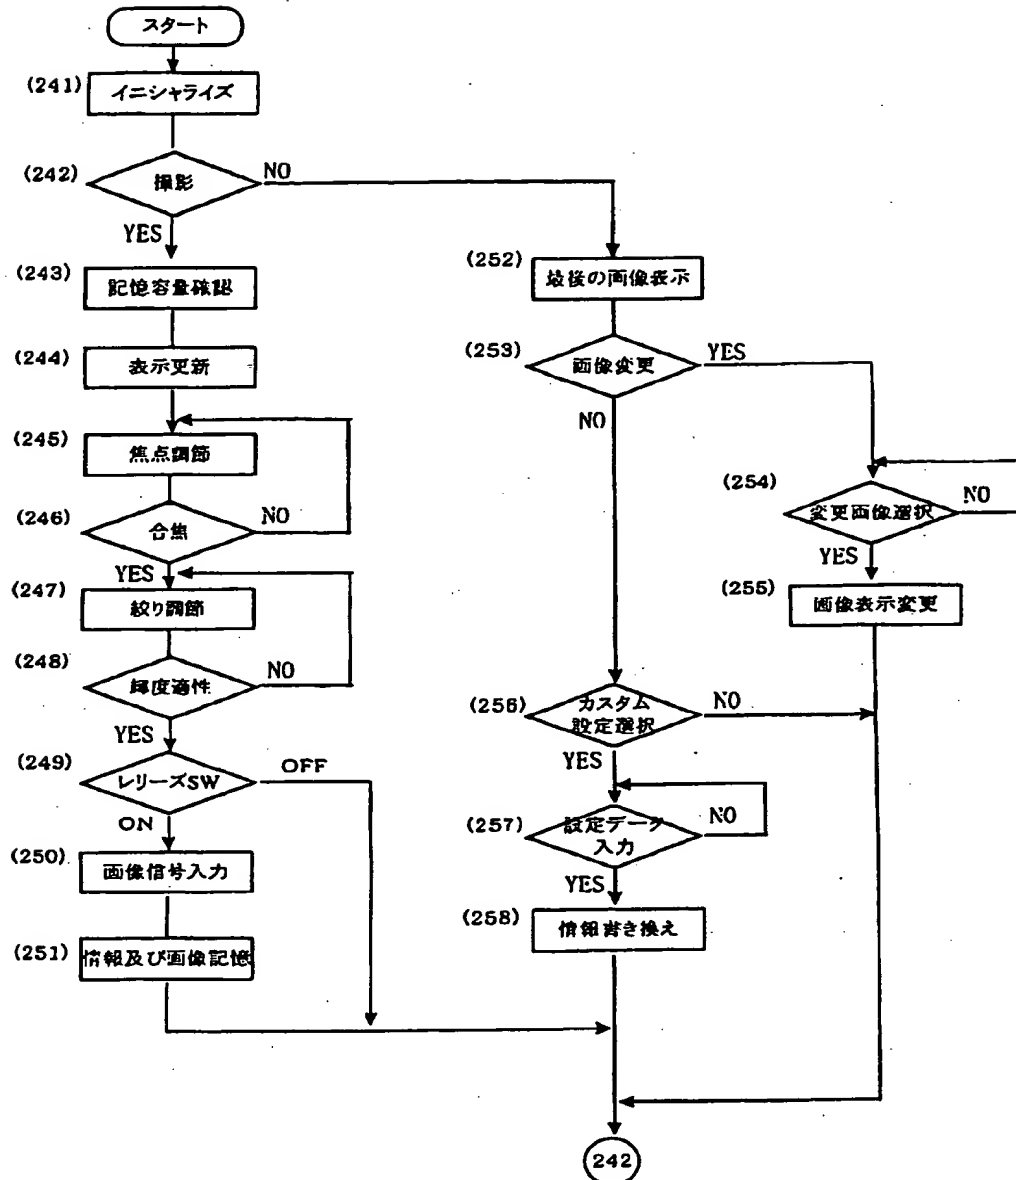 スタート
(241)
イニシャライズ
(242)
撮影
NO
YES
(243)
記憶容量確認
(244)
表示更新
(245)
焦点調節
(246)
合焦
NO
YES
(247)
絞り調節
(248)
輝度適性
NO
YES
(249)
レリーズSW
OFF
ON
(250)
画像信号入力
(251)
情報及び画像記憶
(252)
最後の画像表示
(253)
画像変更
YES
NO
(254)
変更画像選択
NO
YES
(255)
画像表示変更
(256)
カスタム
設定選択
NO
YES
(257)
設定データ
入力
NO
YES
(258)
情報書き換え
242